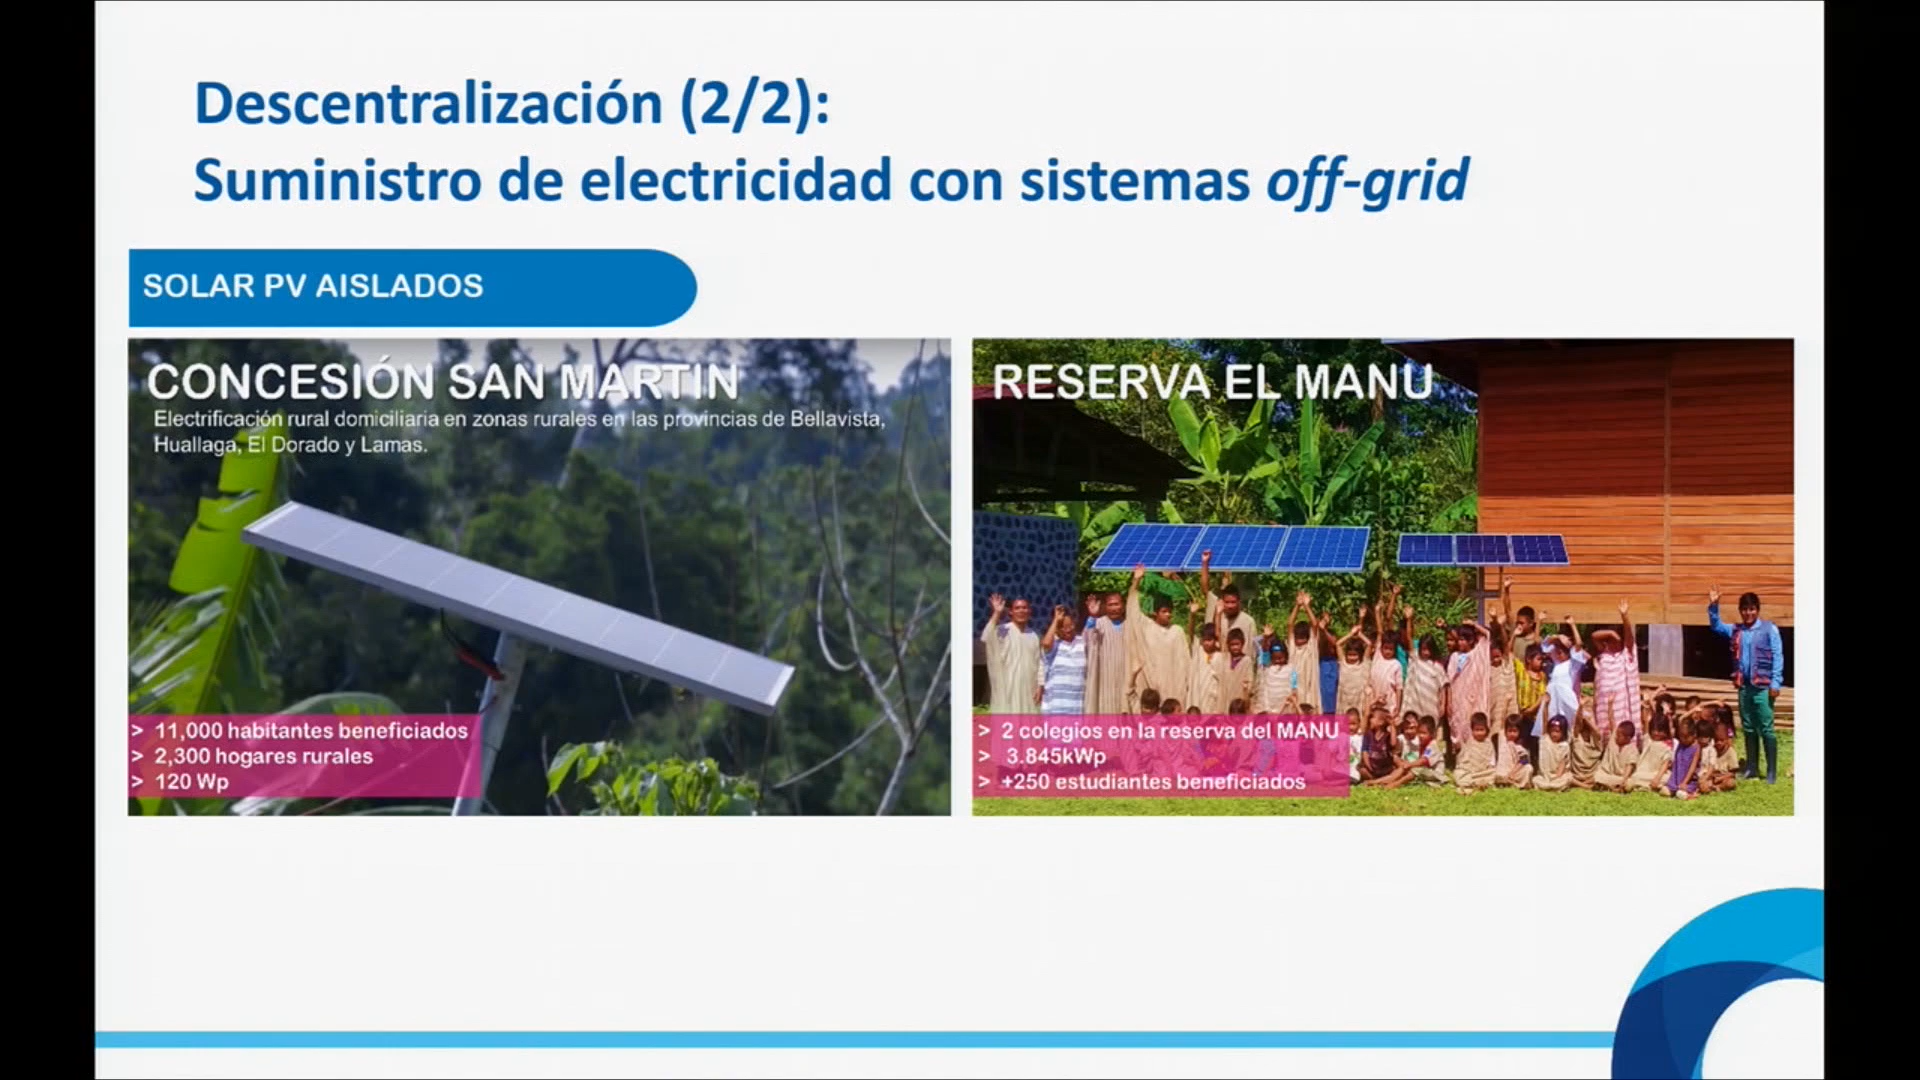 Descentralización (2/2):
Suministro de electricidad con sistemas off-grid
SOLAR PV AISLADOS
CONCESIÓN SAN MARTIN
Electrificación rural domiciliaria en zonas rurales en las provincias de Bellavista,
Huallaga, El Dorado y Lamas.
> 11,000 habitantes beneficiados
> 2,300 hogares rurales
> 120 Wp
RESERVA EL MANU
> 2 colegios en la reserva del MANU
> 3.845kWp
> +250 estudiantes beneficiados